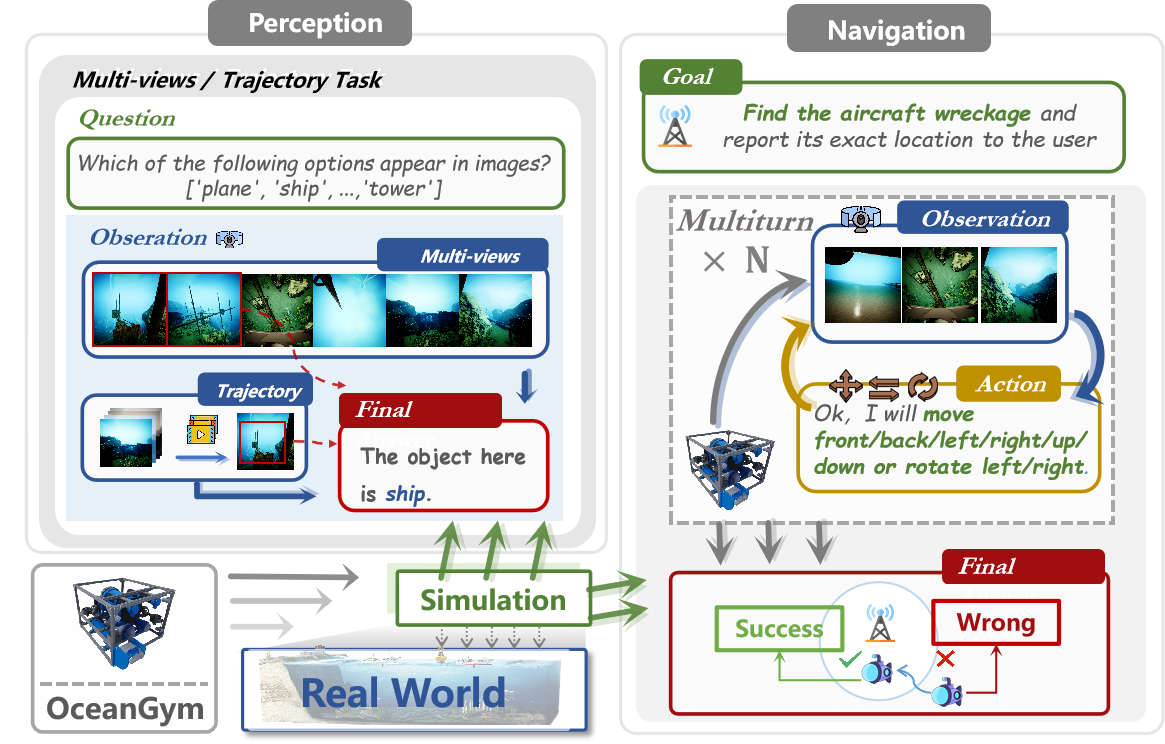 Perception
Multi-views / Trajectory Task
Question
Which of the following options appear in images?
['plane', 'ship', ...,'tower']
Obseration
Multi-views
Trajectory
Final
The object here
is ship.
Navigation
Goal
Find the aircraft wreckage and
report its exact location to the user
Multiturn
× N
Observation
Action
Ok, I will move
front/back/left/right/up/
down or rotate left/right.
Final
Success
Wrong
OceanGym
Simulation
Real World